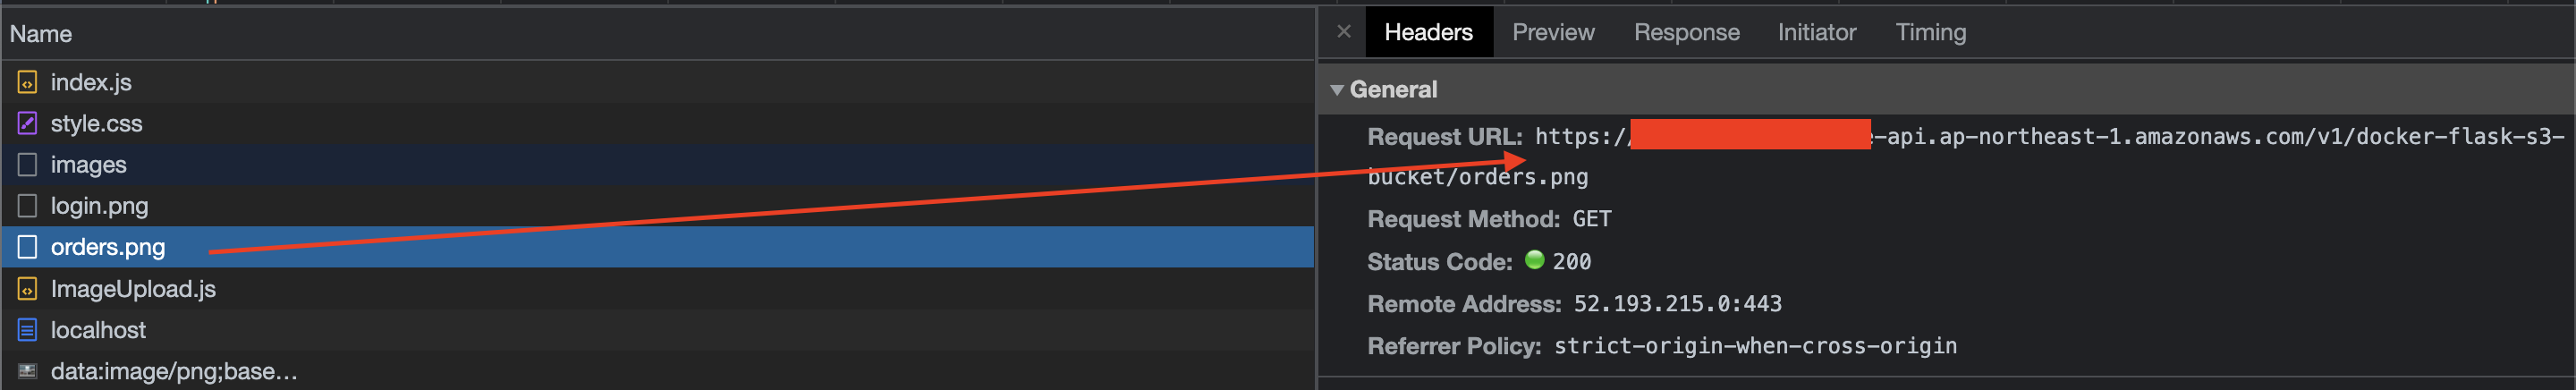 Name
index.js
style.css
images
login.png
orders.png
ImageUpload.js
localhost
data:image/png;base…
Headers Preview Response Initiator Timing
General
Request URL: https:// -api.ap-northeast-1.amazonaws.com/v1/docker-flask-s3-
bucket/orders.png
Request Method: GET
Status Code: 200
Remote Address: 52.193.215.0:443
Referrer Policy: strict-origin-when-cross-origin